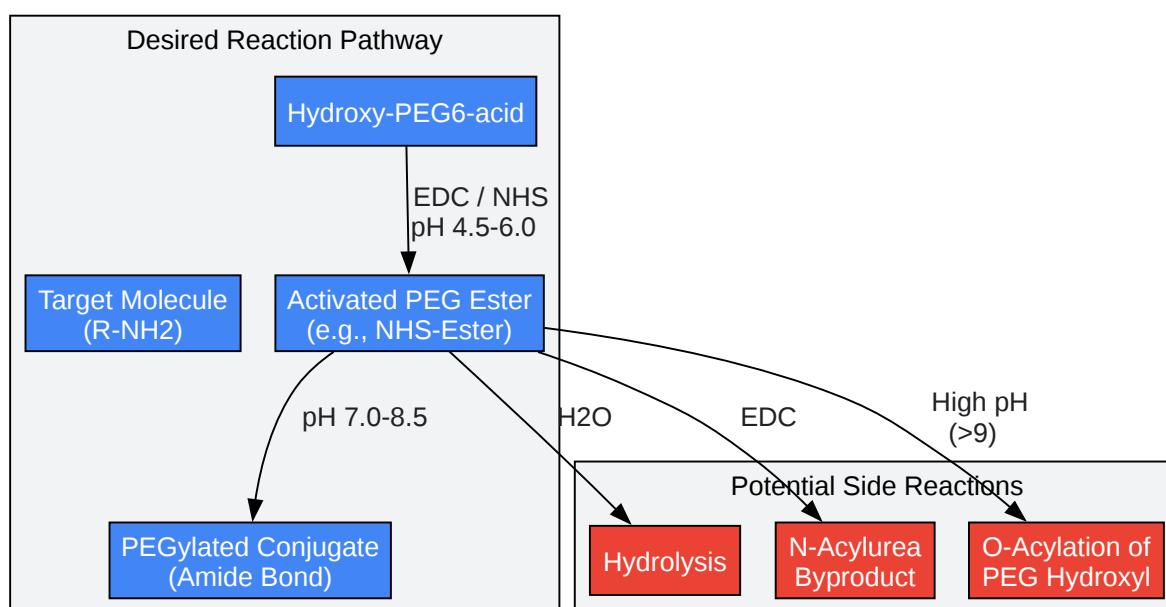 Desired Reaction Pathway
Hydroxy-PEG6-acid
EDC / NHS
pH 4.5-6.0
Target Molecule
(R-NH2)
Activated PEG Ester
(e.g., NHS-Ester)
pH 7.0-8.5
H2O
EDC
High pH
(>9)
Potential Side Reactions
PEGylated Conjugate
(Amide Bond)
Hydrolysis
N-Acylurea
Byproduct
O-Acylation of
PEG Hydroxyl